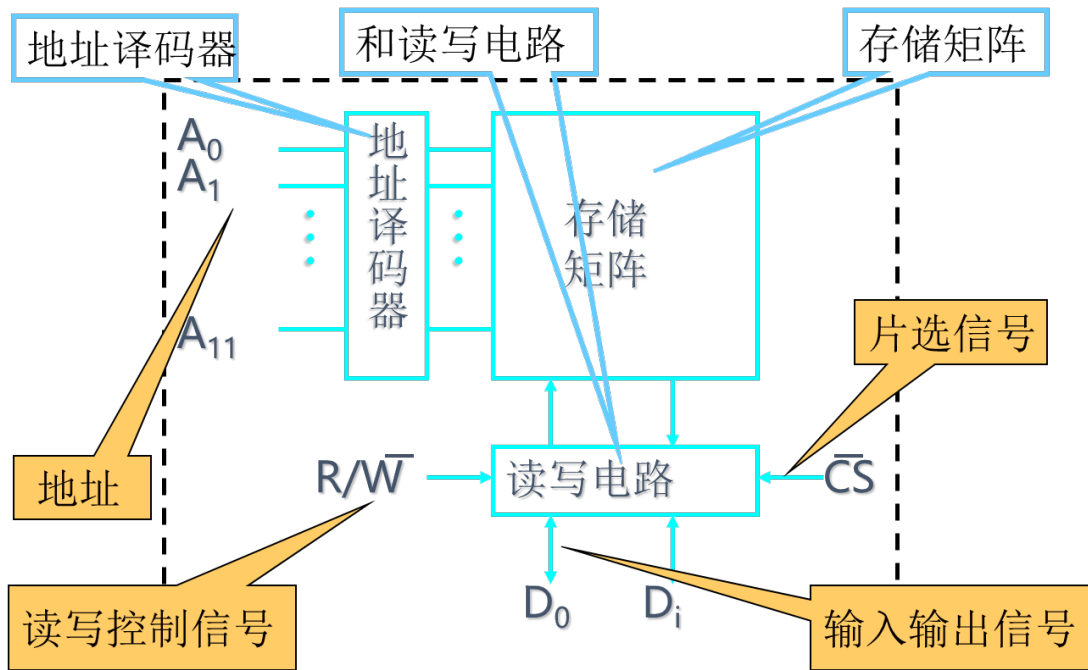 地址译码器
和读写电路
存储矩阵
A₀
A₁
A₁₁
地
址
译
码
器
存储
矩阵
片选信号
地址
R/W̅
读写电路
C̅S̅
读写控制信号
D₀
Dᵢ
输入输出信号